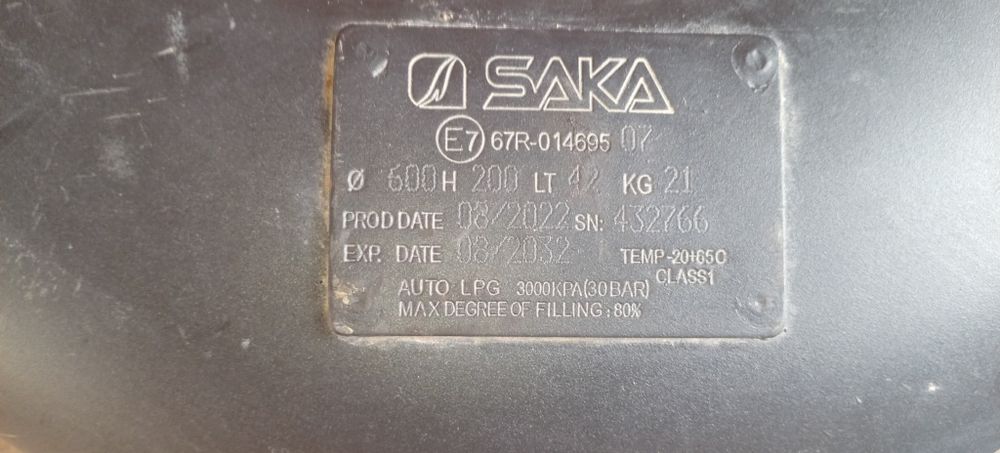 SAKA
E7 67R-014695 07
Ø 600 H 200 LT 42 KG 21
PROD DATE 08/2022 SN: 432766
EXP. DATE 08/2032 TEMP -20+65C
CLASS1
AUTO LPG 3000KPA(30BAR)
MAX DEGREE OF FILLING: 80%